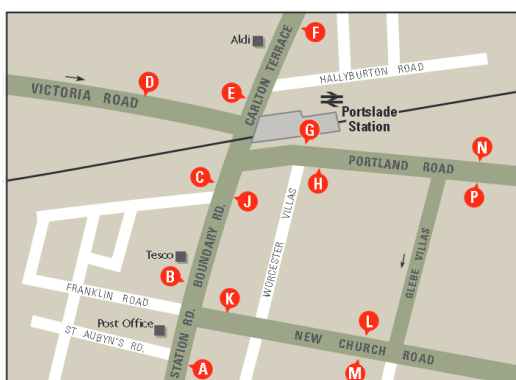 F
Aldi
CARLTON TERRACE
HALLYBURTON ROAD
D
E
VICTORIA ROAD
Portslade
Station
G
N
PORTLAND ROAD
C
H
P
J
WORCESTER VILLAS
BOUNDARY RD.
GLEBE VILLAS
Tesco
B
FRANKLIN ROAD
K
L
Post Office
STATION RD.
NEW CHURCH ROAD
ST AUBYN'S RD.
A
M